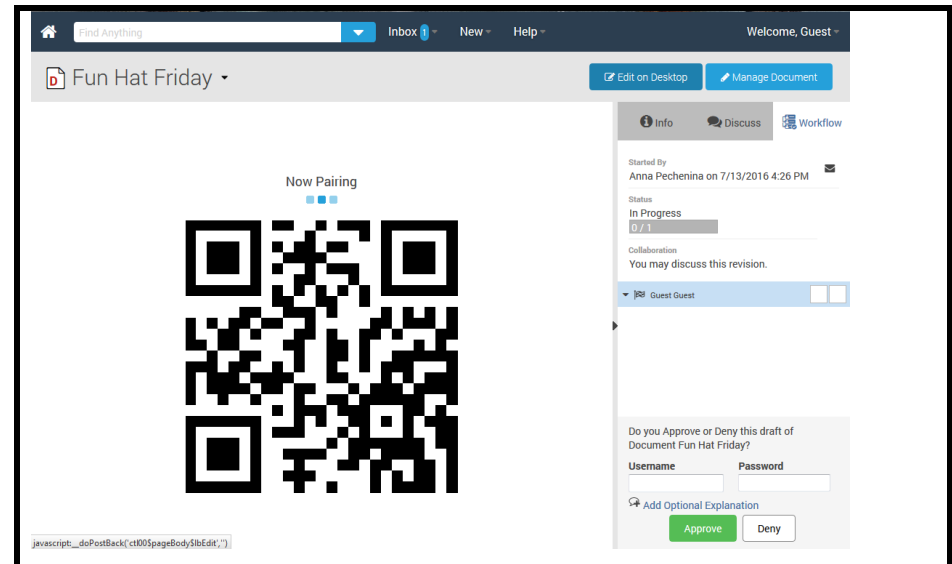 Find Anything
Inbox 1 New Help Welcome, Guest
D Fun Hat Friday
Edit on Desktop Manage Document
Info Discuss Workflow
Now Pairing
Started By
Anna Pechenina on 7/13/2016 4:26 PM
Status
In Progress
0 / 1
Collaboration
You may discuss this revision.
Guest Guest
Do you Approve or Deny this draft of
Document Fun Hat Friday?
Username Password
Add Optional Explanation
Approve Deny
javascript:__doPostBack('ctl00$pageBody$lbEdit','')